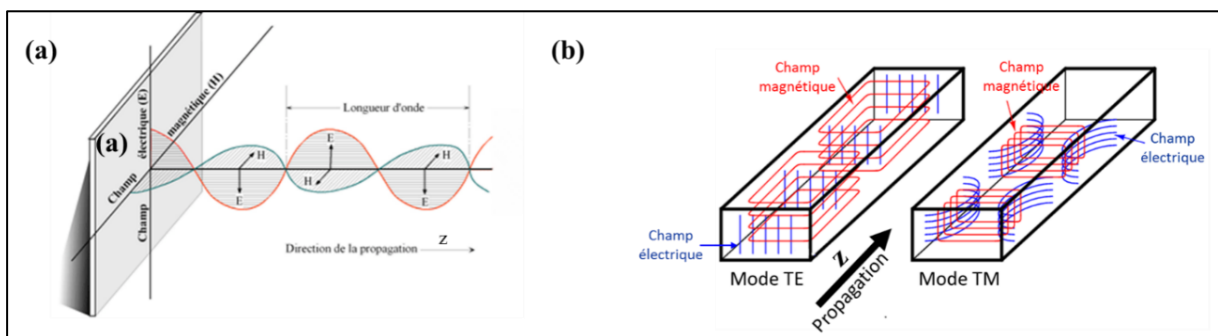 (a)
(a)
Champ
électrique (E)
Champ
magnétique (H)
Longueur d'onde
H
E
E
H
H
E
Direction de la propagation
z
(b)
Champ
magnétique
Champ
électrique
Mode TE
Z
Propagation
Champ
magnétique
Champ
électrique
Mode TM